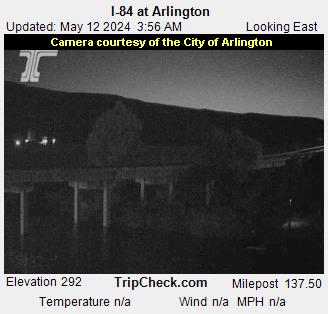 I-84 at Arlington
Updated: May 12 2024 3:56 AM Looking East
Camera courtesy of the City of Arlington
Elevation 292 TripCheck.com Milepost 137.50
Temperature n/a Wind n/a MPH n/a